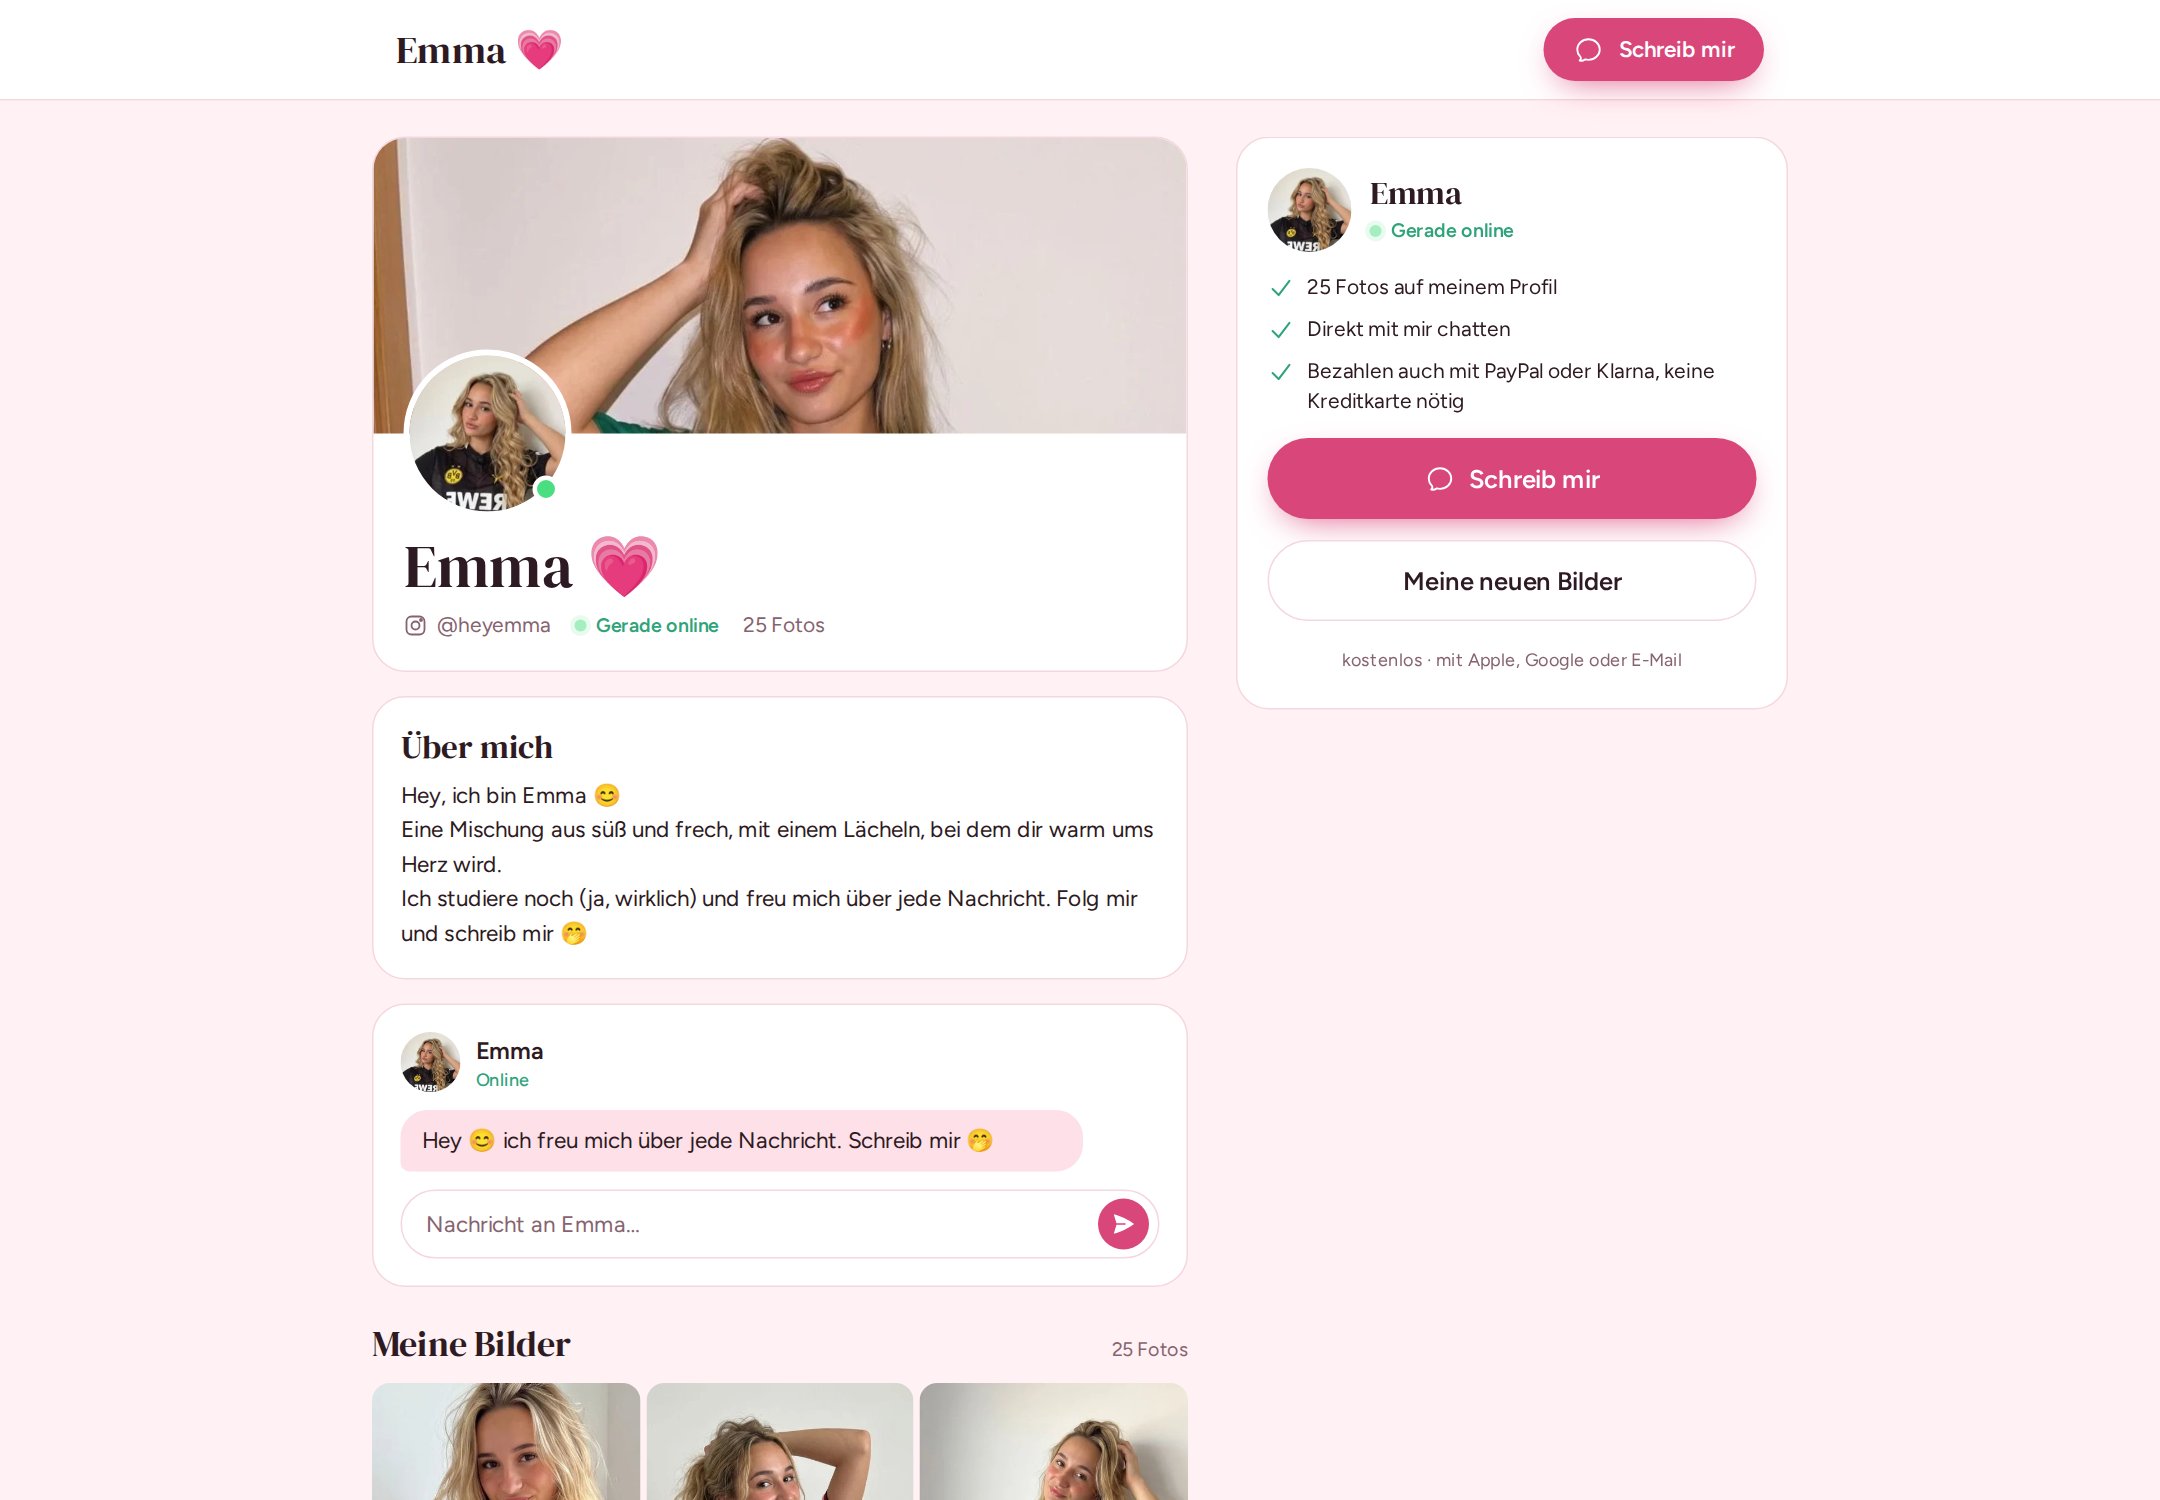 Emma 💗
Schreib mir
Emma 💗
@heyemma
Gerade online
25 Fotos
Über mich
Hey, ich bin Emma 😊
Eine Mischung aus süß und frech, mit einem Lächeln, bei dem dir warm ums
Herz wird.
Ich studiere noch (ja, wirklich) und freu mich über jede Nachricht. Folg mir
und schreib mir 🤭
Emma
Online
Hey 😊 ich freu mich über jede Nachricht. Schreib mir 🤭
Nachricht an Emma...
Meine Bilder
25 Fotos
Emma
Gerade online
25 Fotos auf meinem Profil
Direkt mit mir chatten
Bezahlen auch mit PayPal oder Klarna, keine
Kreditkarte nötig
Schreib mir
Meine neuen Bilder
kostenlos · mit Apple, Google oder E-Mail
REWE
BVB